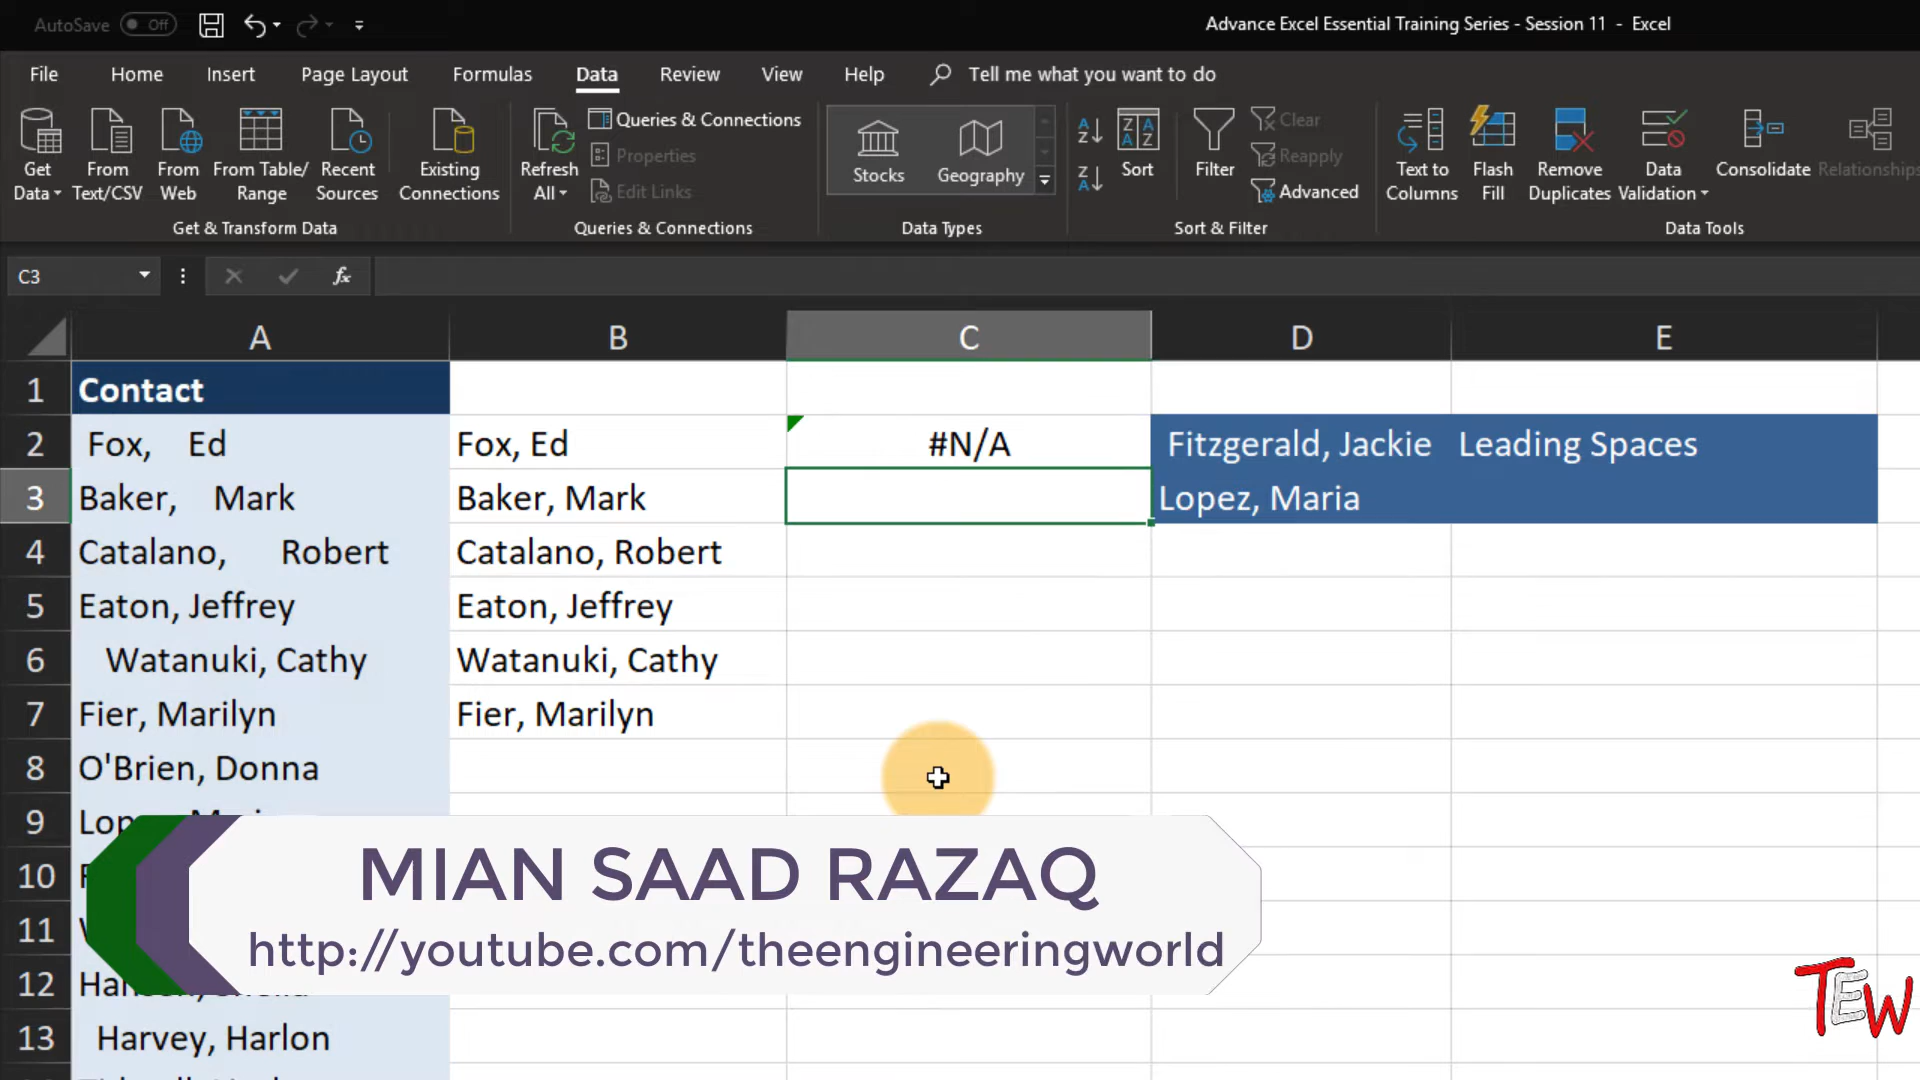 AutoSave Off
Advance Excel Essential Training Series - Session 11 - Excel
File Home Insert Page Layout Formulas Data Review View Help Tell me what you want to do
Get Data
From Text/CSV
From Web
From Table/ Range
Recent Sources
Existing Connections
Get & Transform Data
Refresh All
Queries & Connections
Properties
Edit Links
Queries & Connections
Stocks
Geography
Data Types
Sort
Filter
Clear
Reapply
Advanced
Sort & Filter
Text to Columns
Flash Fill
Remove Duplicates
Data Validation
Consolidate
Relationships
Data Tools
C3 fx
A B C D E
1 Contact
2 Fox, Ed Fox, Ed #N/A Fitzgerald, Jackie Leading Spaces
3 Baker, Mark Baker, Mark Lopez, Maria
4 Catalano, Robert Catalano, Robert
5 Eaton, Jeffrey Eaton, Jeffrey
6 Watanuki, Cathy Watanuki, Cathy
7 Fier, Marilyn Fier, Marilyn
8 O'Brien, Donna
9
10
11
12
13 Harvey, Harlon
MIAN SAAD RAZAQ
http://youtube.com/theengineeringworld
TEW